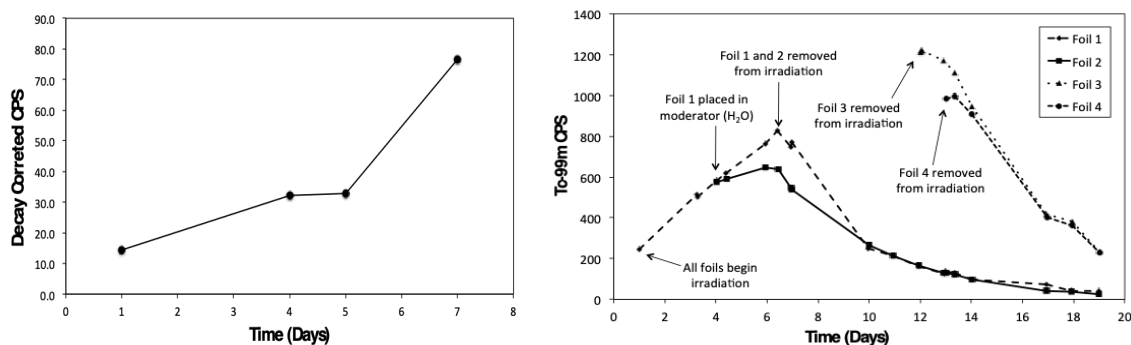 90.0
80.0
70.0
60.0
50.0
40.0
30.0
20.0
10.0
0.0
Decay Correted CPS
0 1 2 3 4 5 6 7 8
Time (Days)
1400
1200
1000
800
600
400
200
0
Tc-99m CPS
Foil 1 and 2 removed
from irradiation
Foil 1 placed in
moderator (H₂O)
Foil 3 removed
from irradiation
Foil 4 removed
from irradiation
All foils begin
irradiation
Foil 1
Foil 2
Foil 3
Foil 4
0 2 4 6 8 10 12 14 16 18 20
Time (Days)